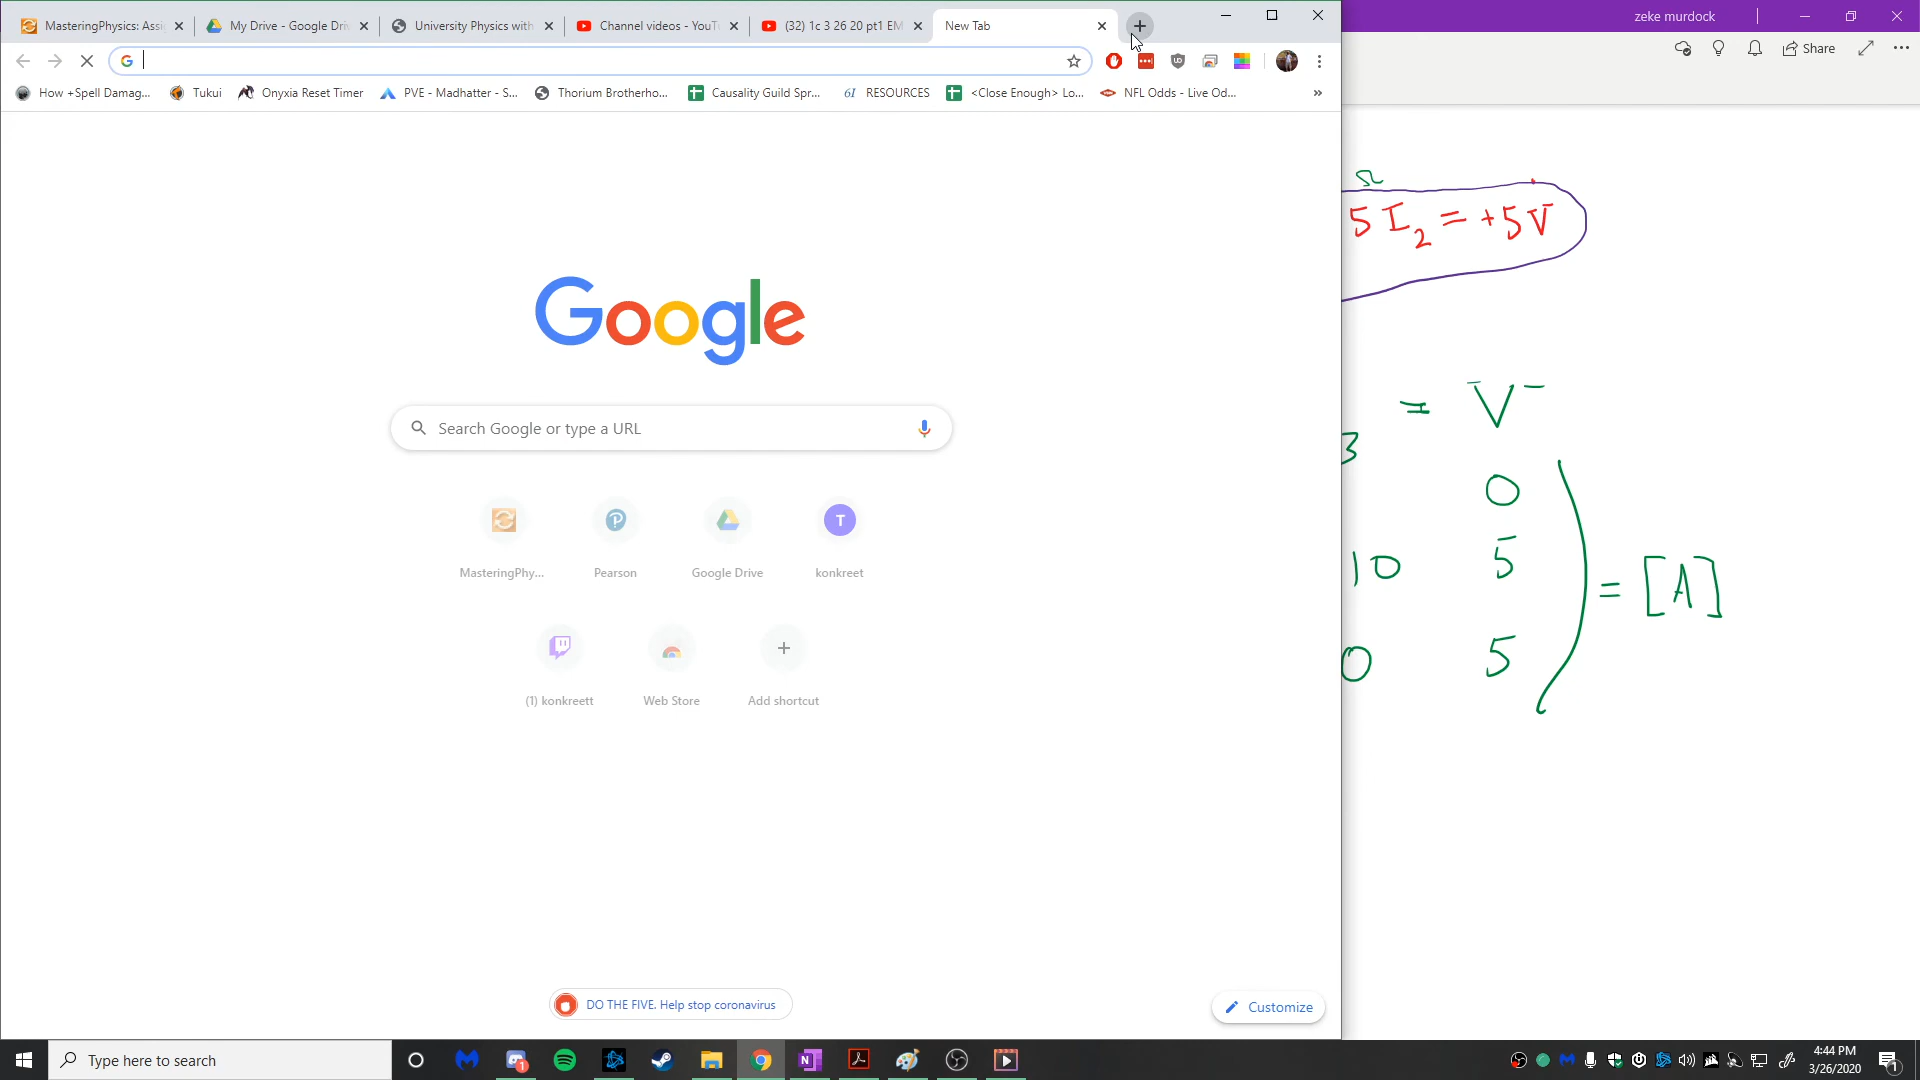 MasteringPhysics: Assi
My Drive - Google Driv
University Physics with
Channel videos - YouTu
(32) 1c 3 26 20 pt1 EM
New Tab
zeke murdock
Share
How +Spell Damag...
Tukui
Onyxia Reset Timer
PVE - Madhatter - S...
Thorium Brotherho...
Causality Guild Spr...
6I RESOURCES
<Close Enough> Lo...
NFL Odds - Live Od...
»
Ω
5 I₂ = +5V
Google
Search Google or type a URL
= V
3
0
10 5
= [A]
0 5
MasteringPhy...
Pearson
Google Drive
T
konkreet
(1) konkreett
Web Store
Add shortcut
DO THE FIVE. Help stop coronavirus
Customize
Type here to search
4:44 PM
3/26/2020